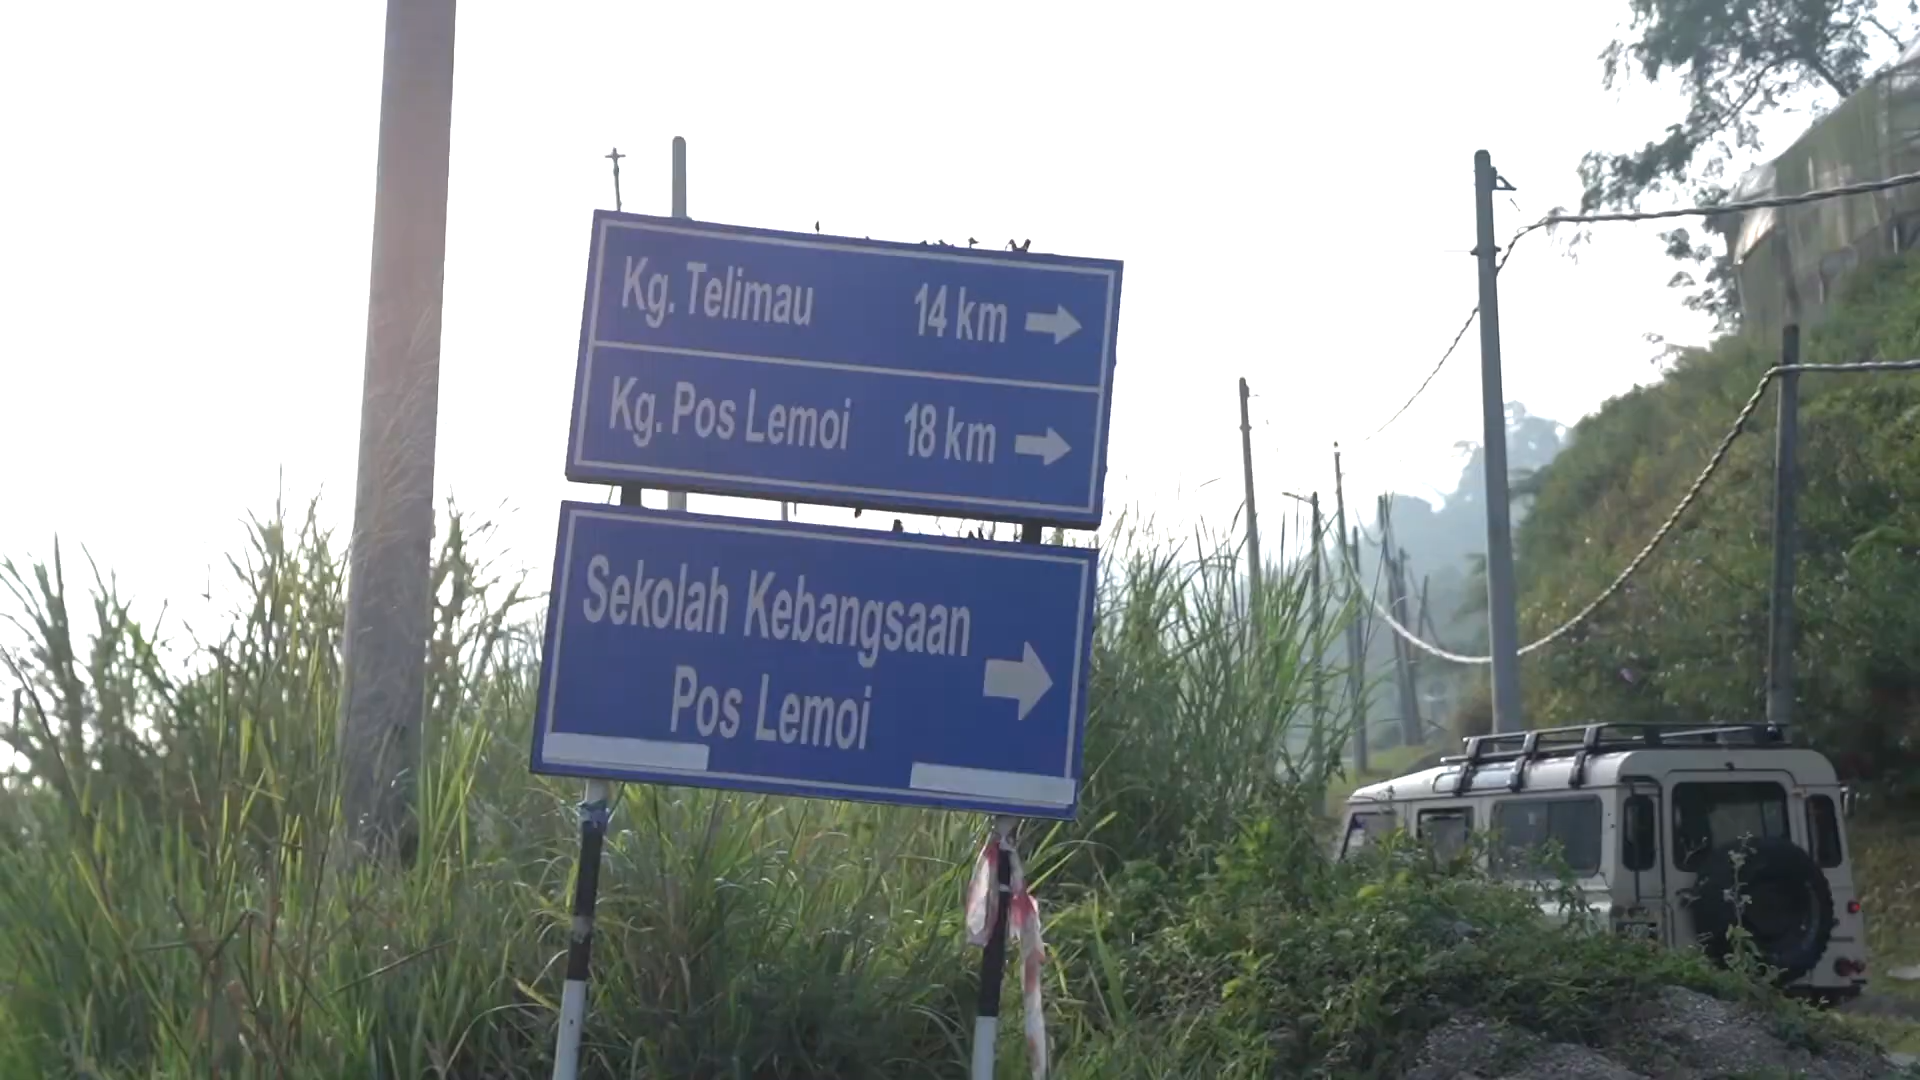 Kg. Telimau 14 km
Kg. Pos Lemoi 18 km
Sekolah Kebangsaan
Pos Lemoi